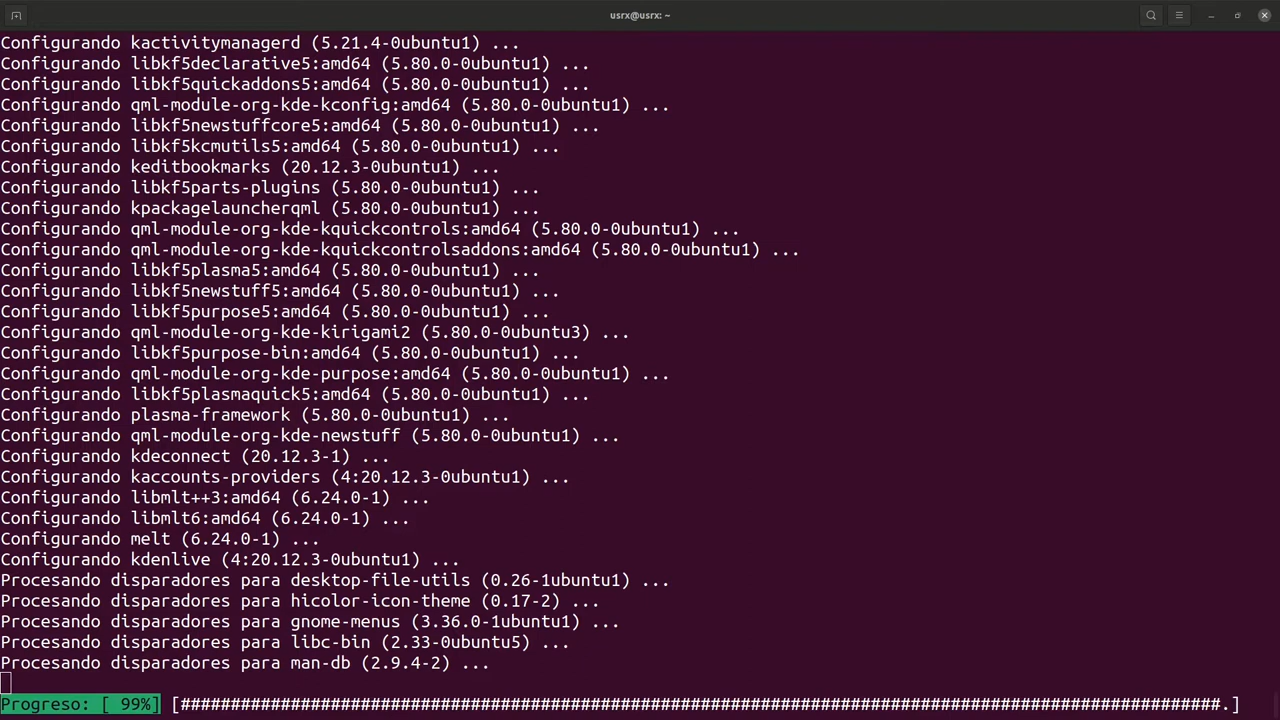 usrx@usrx: ~
Configurando kactivitymanagerd (5.21.4-0ubuntu1) ...
Configurando libkf5declarative5:amd64 (5.80.0-0ubuntu1) ...
Configurando libkf5quickaddons5:amd64 (5.80.0-0ubuntu1) ...
Configurando qml-module-org-kde-kconfig:amd64 (5.80.0-0ubuntu1) ...
Configurando libkf5newstuffcore5:amd64 (5.80.0-0ubuntu1) ...
Configurando libkf5kcmutils5:amd64 (5.80.0-0ubuntu1) ...
Configurando keditbookmarks (20.12.3-0ubuntu1) ...
Configurando libkf5parts-plugins (5.80.0-0ubuntu1) ...
Configurando kpackagelauncherqml (5.80.0-0ubuntu1) ...
Configurando qml-module-org-kde-kquickcontrols:amd64 (5.80.0-0ubuntu1) ...
Configurando qml-module-org-kde-kquickcontrolsaddons:amd64 (5.80.0-0ubuntu1) ...
Configurando libkf5plasma5:amd64 (5.80.0-0ubuntu1) ...
Configurando libkf5newstuff5:amd64 (5.80.0-0ubuntu1) ...
Configurando libkf5purpose5:amd64 (5.80.0-0ubuntu1) ...
Configurando qml-module-org-kde-kirigami2 (5.80.0-0ubuntu3) ...
Configurando libkf5purpose-bin:amd64 (5.80.0-0ubuntu1) ...
Configurando qml-module-org-kde-purpose:amd64 (5.80.0-0ubuntu1) ...
Configurando libkf5plasmaquick5:amd64 (5.80.0-0ubuntu1) ...
Configurando plasma-framework (5.80.0-0ubuntu1) ...
Configurando qml-module-org-kde-newstuff (5.80.0-0ubuntu1) ...
Configurando kdeconnect (20.12.3-1) ...
Configurando kaccounts-providers (4:20.12.3-0ubuntu1) ...
Configurando libmlt++3:amd64 (6.24.0-1) ...
Configurando libmlt6:amd64 (6.24.0-1) ...
Configurando melt (6.24.0-1) ...
Configurando kdenlive (4:20.12.3-0ubuntu1) ...
Procesando disparadores para desktop-file-utils (0.26-1ubuntu1) ...
Procesando disparadores para hicolor-icon-theme (0.17-2) ...
Procesando disparadores para gnome-menus (3.36.0-1ubuntu1) ...
Procesando disparadores para libc-bin (2.33-0ubuntu5) ...
Procesando disparadores para man-db (2.9.4-2) ...
Progreso: [ 99%] [########################################################################################################.]